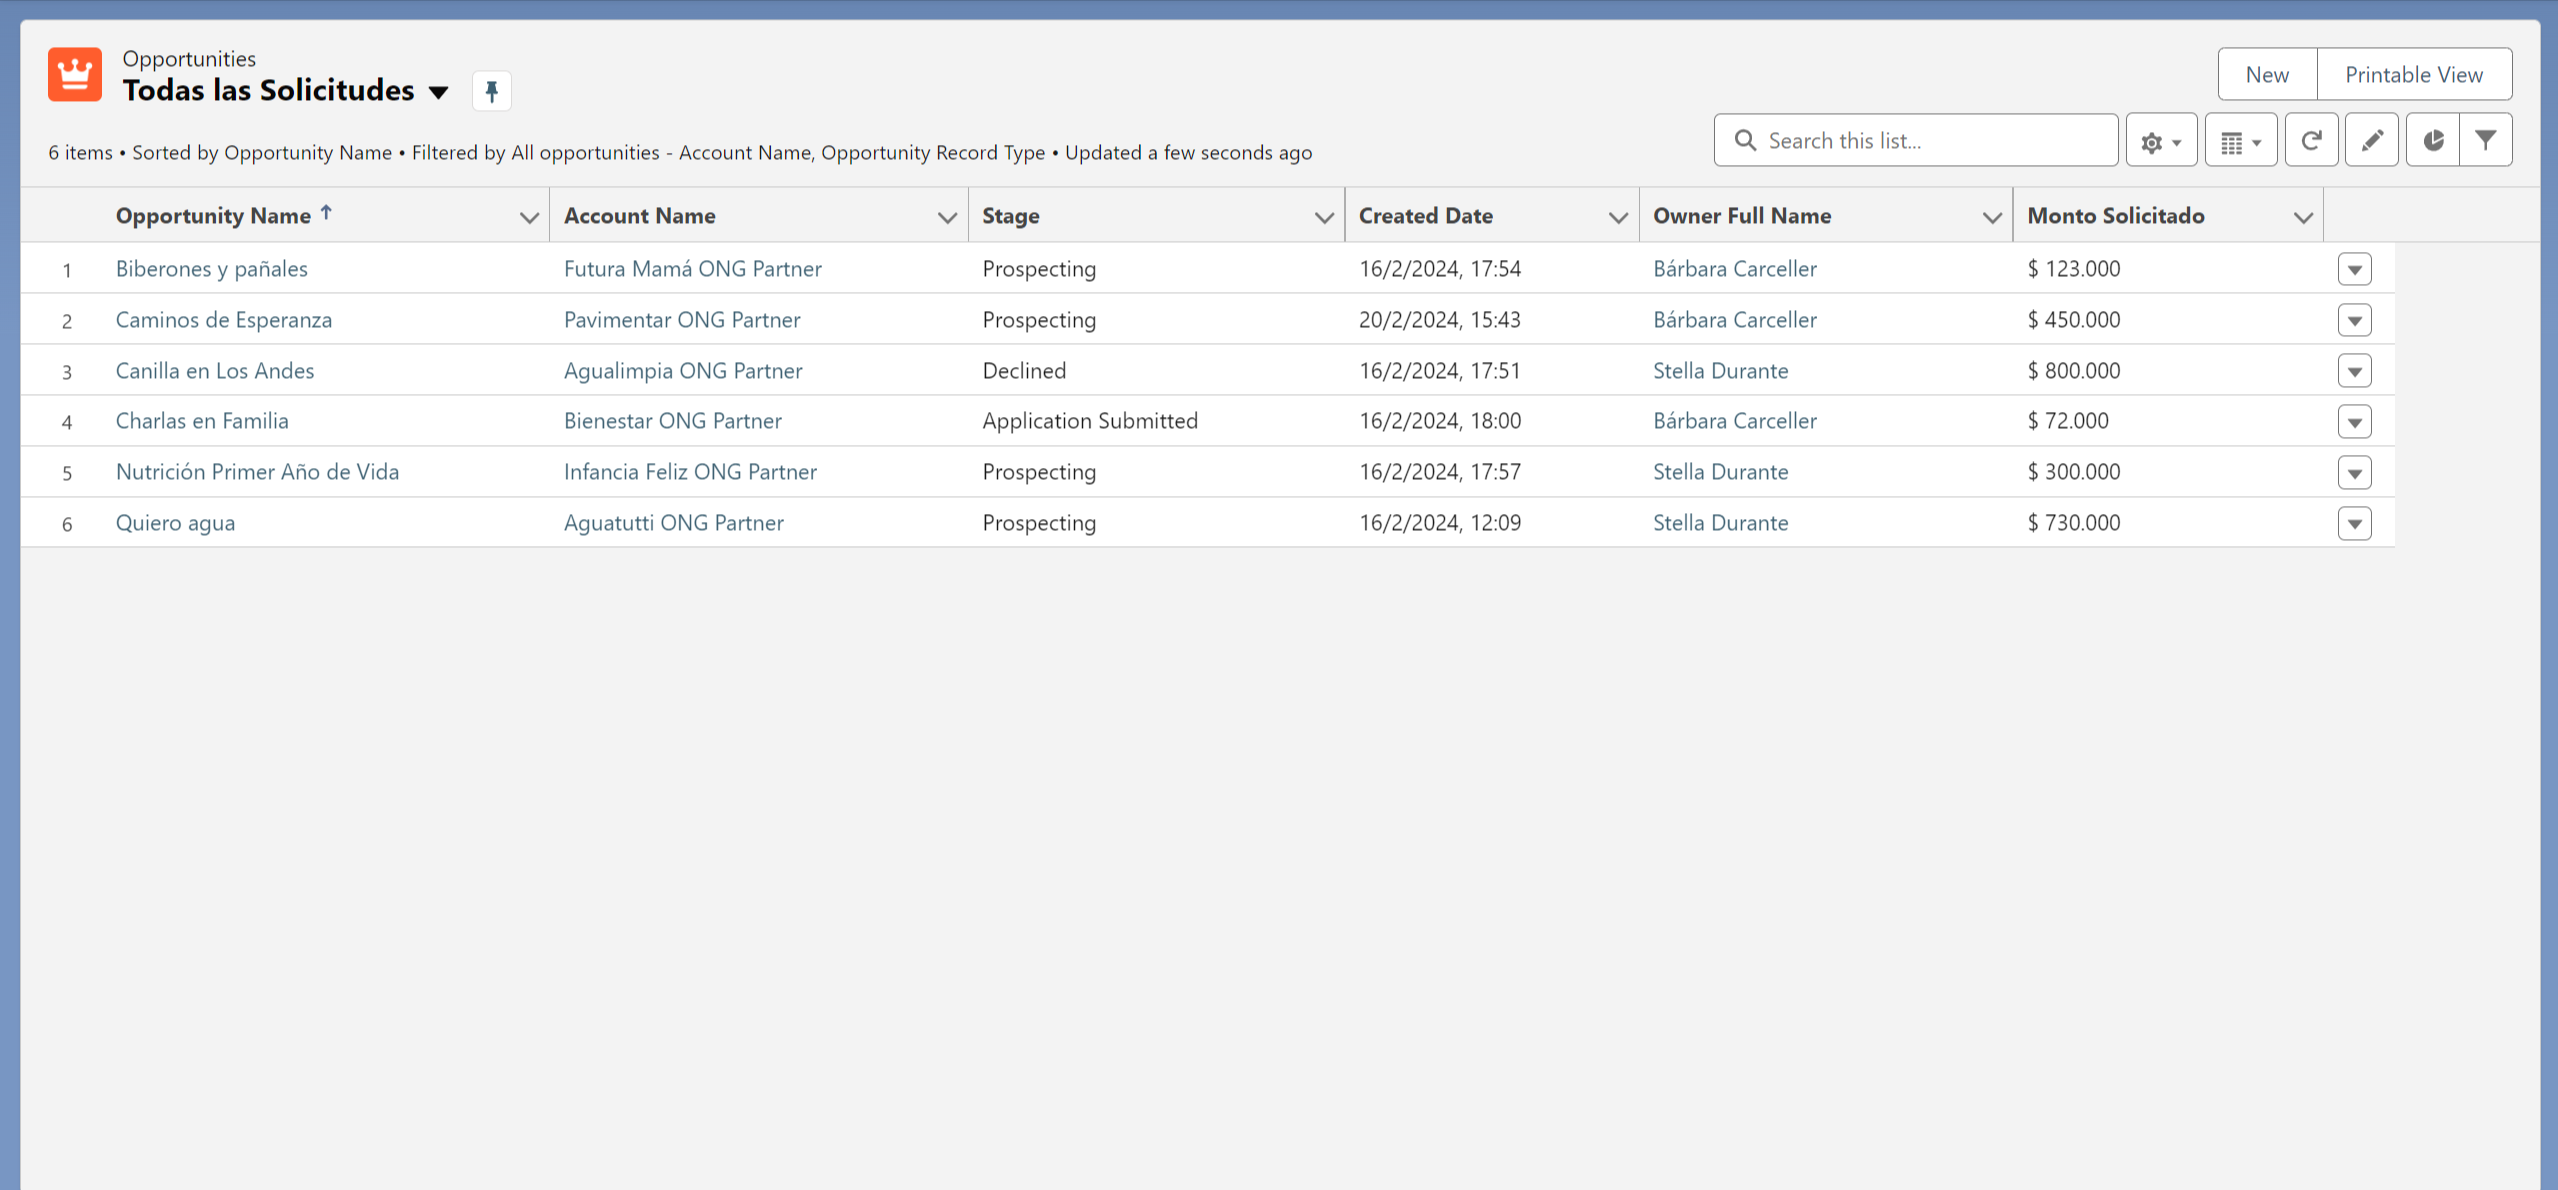 Opportunities
Todas las Solicitudes
New
Printable View
6 items • Sorted by Opportunity Name • Filtered by All opportunities - Account Name, Opportunity Record Type • Updated a few seconds ago
Search this list...
Opportunity Name ↑ Account Name Stage Created Date Owner Full Name Monto Solicitado
1 Biberones y pañales Futura Mamá ONG Partner Prospecting 16/2/2024, 17:54 Bárbara Carceller $ 123.000
2 Caminos de Esperanza Pavimentar ONG Partner Prospecting 20/2/2024, 15:43 Bárbara Carceller $ 450.000
3 Canilla en Los Andes Agualimpia ONG Partner Declined 16/2/2024, 17:51 Stella Durante $ 800.000
4 Charlas en Familia Bienestar ONG Partner Application Submitted 16/2/2024, 18:00 Bárbara Carceller $ 72.000
5 Nutrición Primer Año de Vida Infancia Feliz ONG Partner Prospecting 16/2/2024, 17:57 Stella Durante $ 300.000
6 Quiero agua Aguatutti ONG Partner Prospecting 16/2/2024, 12:09 Stella Durante $ 730.000